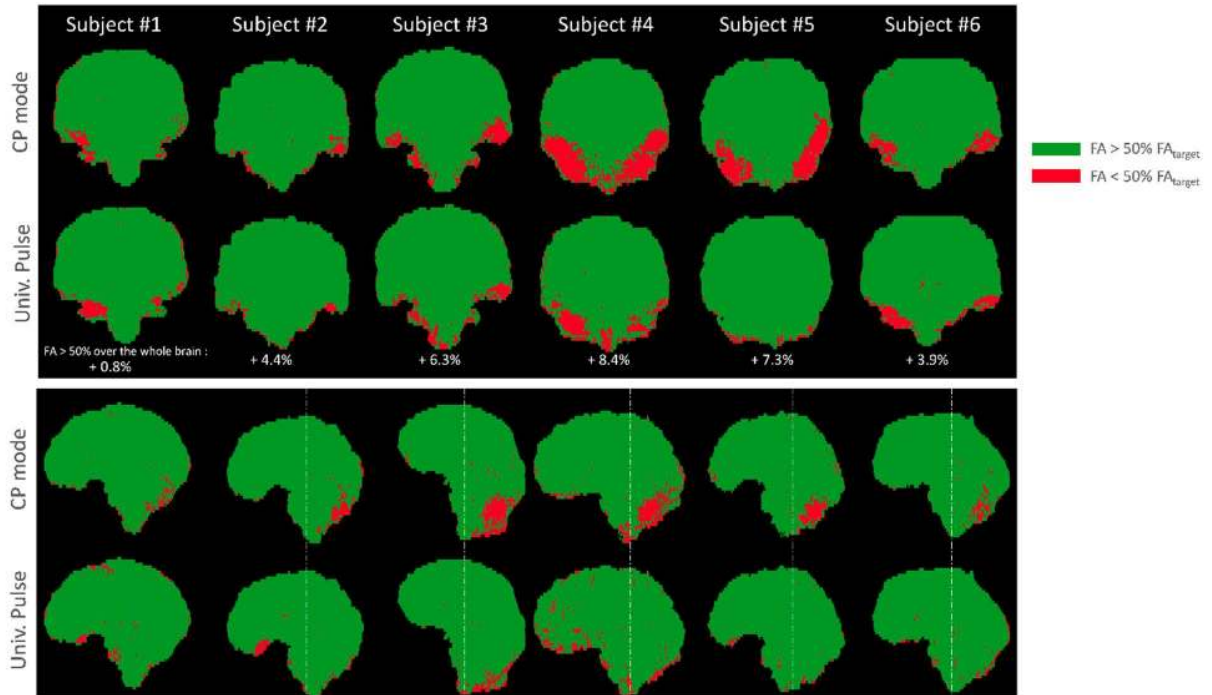 Subject #1 Subject #2 Subject #3 Subject #4 Subject #5 Subject #6
CP mode
FA > 50% FAtarget
FA < 50% FAtarget
Univ. Pulse
FA > 50% over the whole brain :
+ 0.8% + 4.4% + 6.3% + 8.4% + 7.3% + 3.9%
CP mode
Univ. Pulse